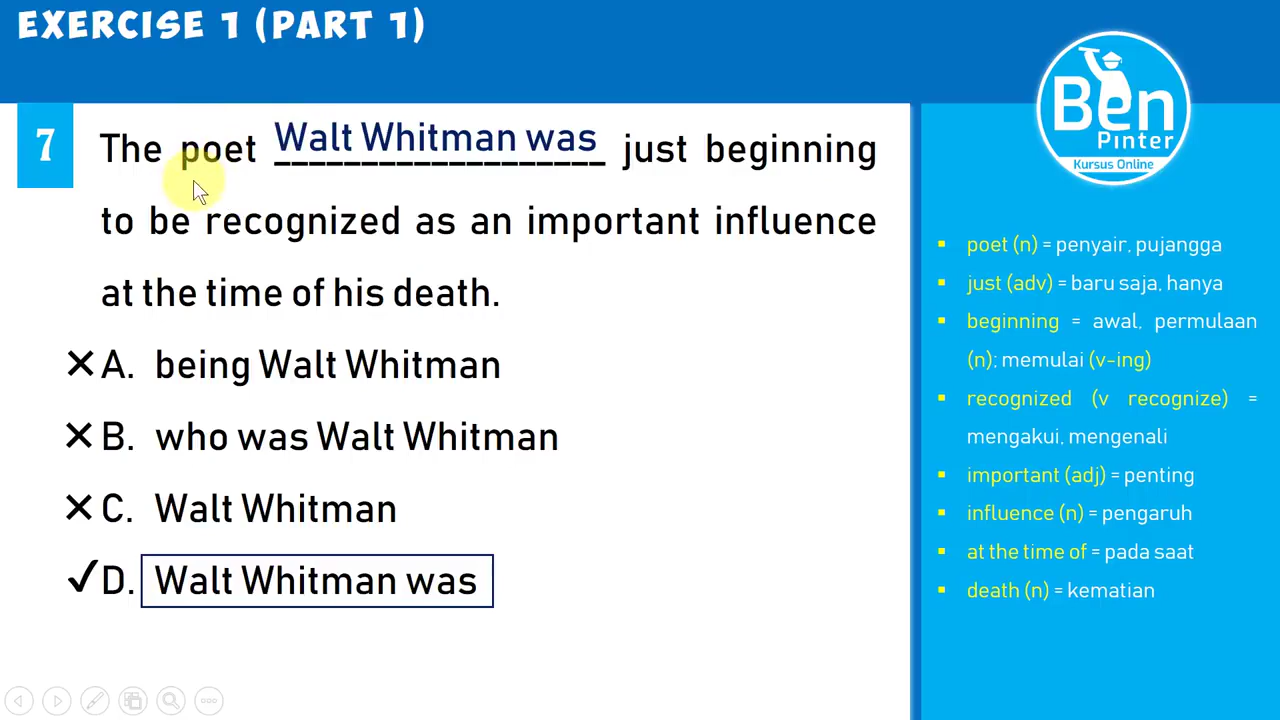 EXERCISE 1 (PART 1)
7
The poet Walt Whitman was just beginning
to be recognized as an important influence
at the time of his death.
A. being Walt Whitman
B. who was Walt Whitman
C. Walt Whitman
D. Walt Whitman was
Ben
Pinter
Kursus Online
poet (n) = penyair, pujangga
just (adv) = baru saja, hanya
beginning = awal, permulaan
(n); memulai (v-ing)
recognized (v recognize) =
mengakui, mengenali
important (adj) = penting
influence (n) = pengaruh
at the time of = pada saat
death (n) = kematian